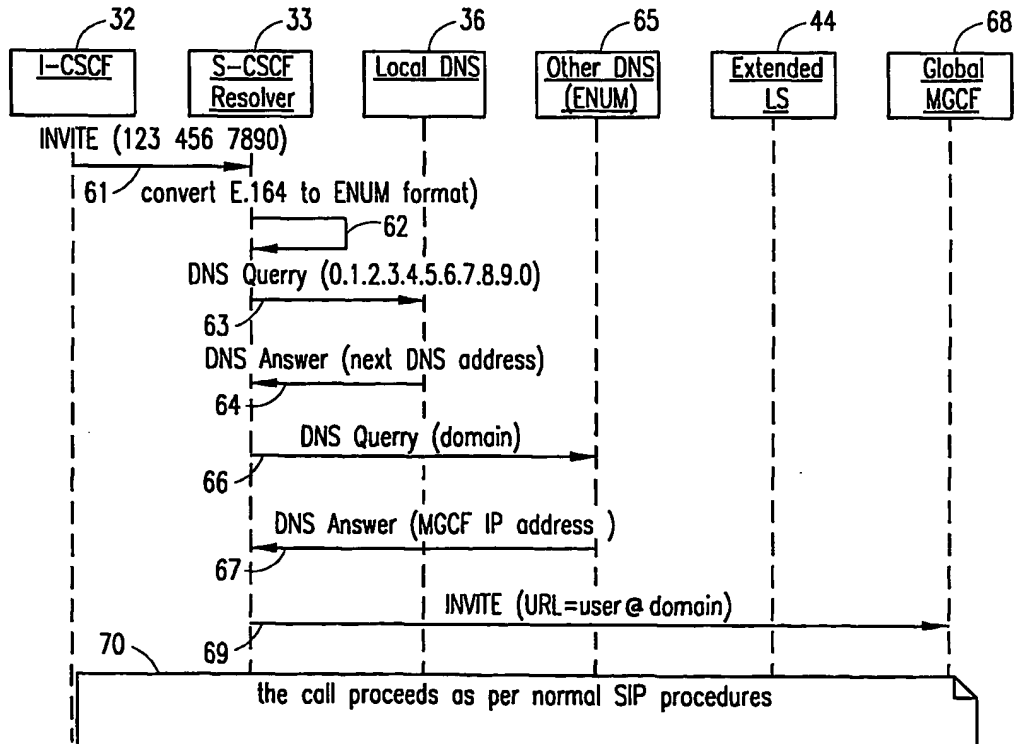 32 33 36 65 44 68
I-CSCF S-CSCF Local DNS Other DNS Extended Global
Resolver (ENUM) LS MGCF
INVITE (123 456 7890)
61 convert E.164 to ENUM format)
62
DNS Querry (0.1.2.3.4.5.6.7.8.9.0)
63
DNS Answer (next DNS address)
64
DNS Querry (domain)
66
DNS Answer (MGCF IP address )
67
INVITE (URL=user@domain)
69
70
the call proceeds as per normal SIP procedures